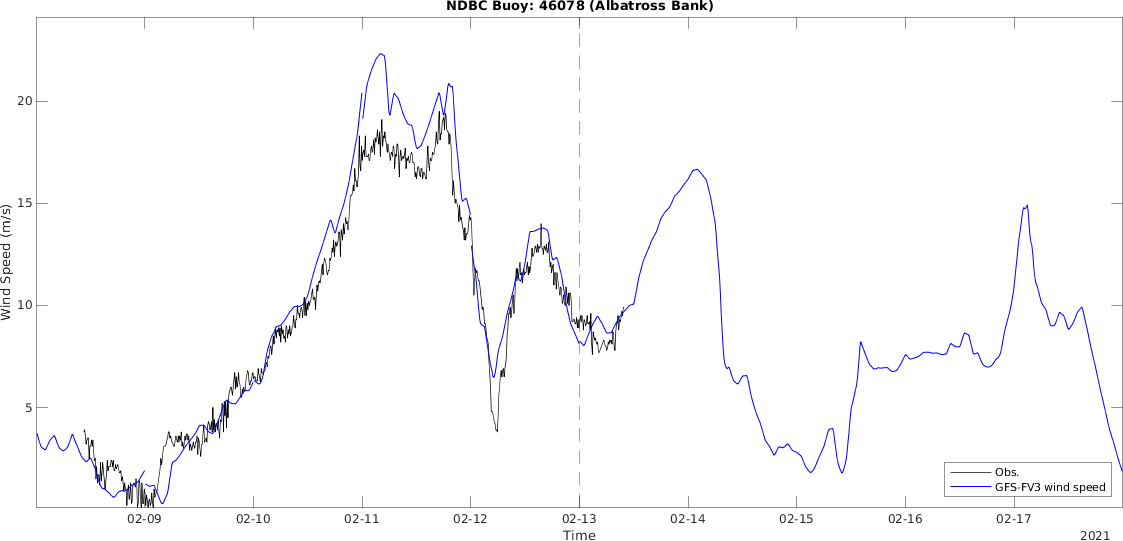 NDBC Buoy: 46078 (Albatross Bank)
Wind Speed (m/s)
20
15
10
5
02-09 02-10 02-11 02-12 02-13 02-14 02-15 02-16 02-17
Time
2021
Obs.
GFS-FV3 wind speed